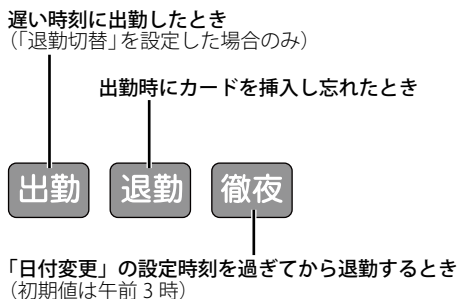 遅い時刻に出勤したとき
（「退勤切替」を設定した場合のみ）
出勤時にカードを挿入し忘れたとき
出勤 退勤 徹夜
「日付変更」の設定時刻を過ぎてから退勤するとき
（初期値は午前 3 時）